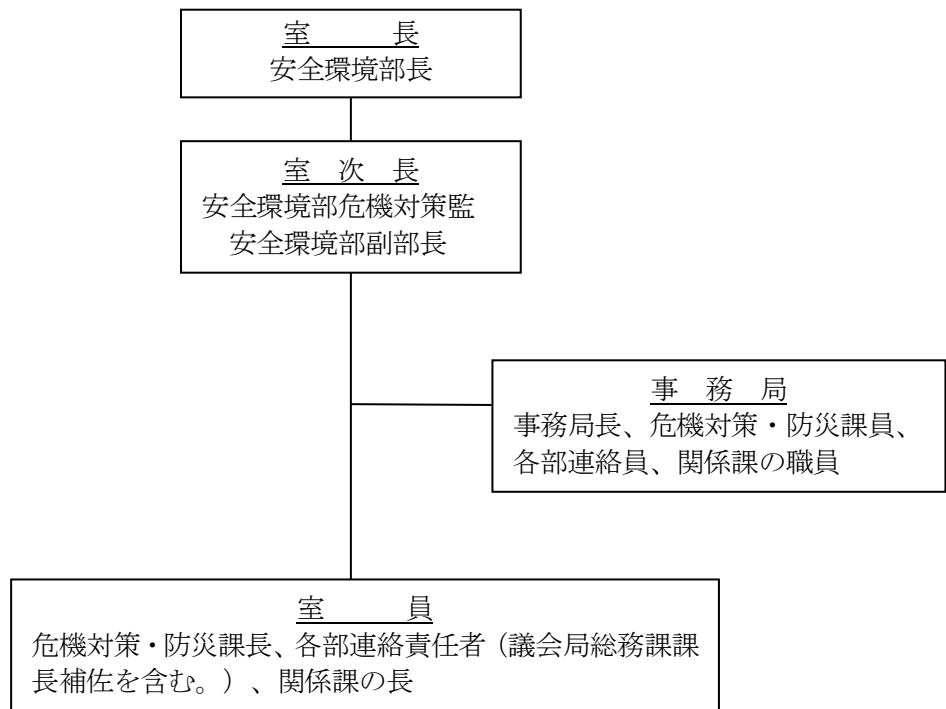 室　　　長
安全環境部長
室　次　長
安全環境部危機対策監
安全環境部副部長
事　務　局
事務局長、危機対策・防災課員、
各部連絡員、関係課の職員
室　　　員
危機対策・防災課長、各部連絡責任者（議会局総務課課
長補佐を含む。）、関係課の長